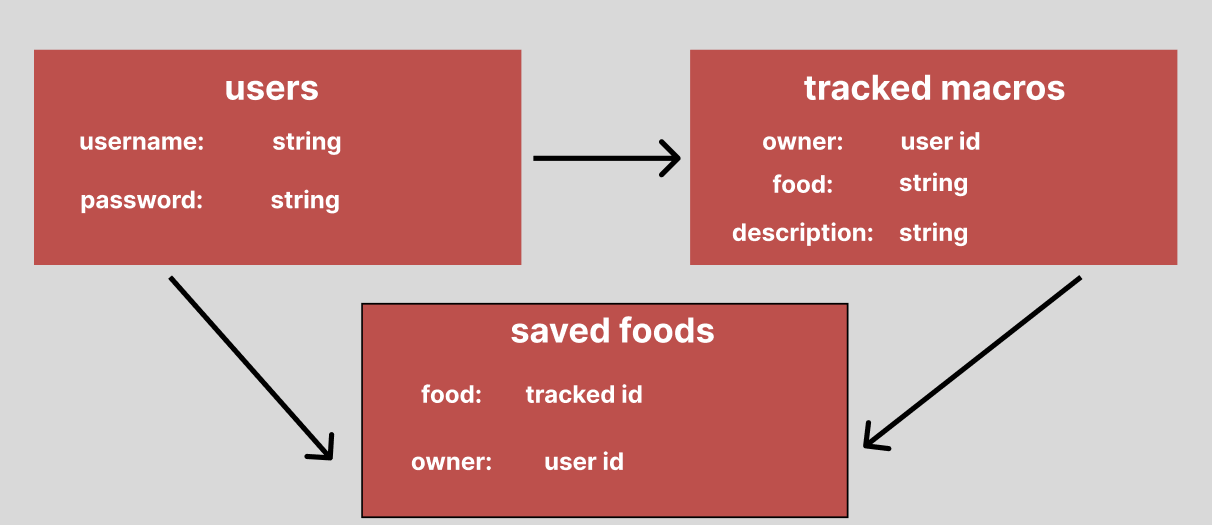 users
username: string
password: string
tracked macros
owner: user id
food: string
description: string
saved foods
food: tracked id
owner: user id